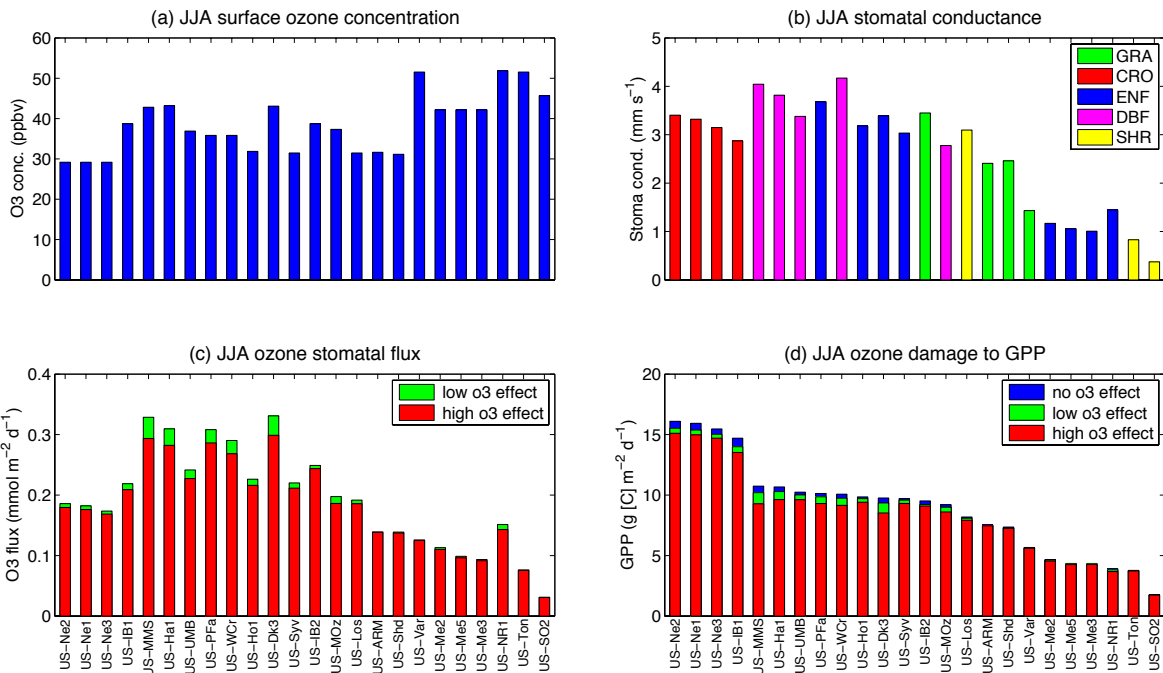 (a) JJA surface ozone concentration
60
50
40
30
20
10
0
O3 conc. (ppbv)
(b) JJA stomatal conductance
5
4
3
2
1
0
Stoma cond. (mm s−1)
GRA
CRO
ENF
DBF
SHR
(c) JJA ozone stomatal flux
0.4
0.3
0.2
0.1
0
O3 flux (mmol m−2 d−1)
low o3 effect
high o3 effect
US−Ne2
US−Ne1
US−Ne3
US−IB1
US−MMS
US−Ha1
US−UMB
US−PFa
US−WCr
US−Ho1
US−Dk3
US−Syv
US−IB2
US−MOz
US−Los
US−ARM
US−Shd
US−Var
US−Me2
US−Me5
US−Me3
US−NR1
US−Ton
US−SO2
(d) JJA ozone damage to GPP
20
15
10
5
0
GPP (g [C] m−2 d−1)
no o3 effect
low o3 effect
high o3 effect
US−Ne2
US−Ne1
US−Ne3
US−IB1
US−MMS
US−Ha1
US−UMB
US−PFa
US−WCr
US−Ho1
US−Dk3
US−Syv
US−IB2
US−MOz
US−Los
US−ARM
US−Shd
US−Var
US−Me2
US−Me5
US−Me3
US−NR1
US−Ton
US−SO2